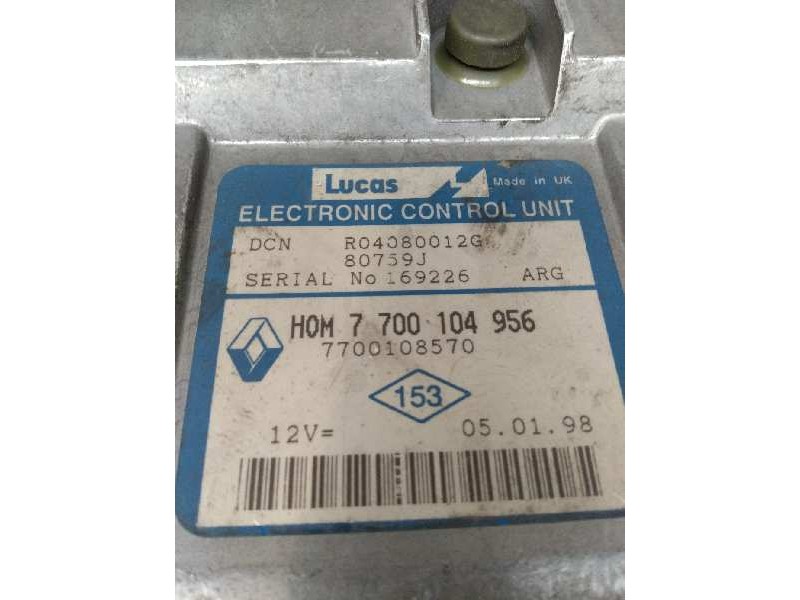 Lucas Made in UK
ELECTRONIC CONTROL UNIT
DCN R04080012G
80759J
SERIAL No 169226 ARG
HOM 7 700 104 956
7700108570
153
12V= 05.01.98